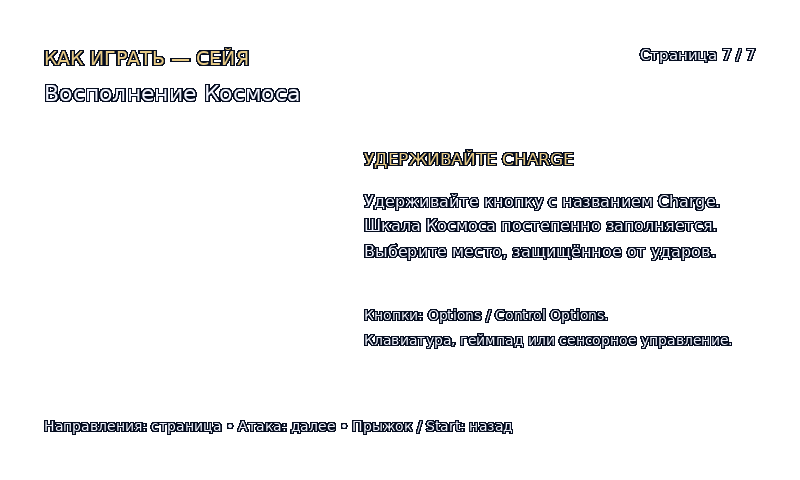 КАК ИГРАТЬ — СЕЙЯ
Страница 7 / 7
Восполнение Космоса
УДЕРЖИВАЙТЕ CHARGE
Удерживайте кнопку с названием Charge.
Шкала Космоса постепенно заполняется.
Выберите место, защищённое от ударов.
Кнопки: Options / Control Options.
Клавиатура, геймпад или сенсорное управление.
Направления: страница • Атака: далее • Прыжок / Start: назад